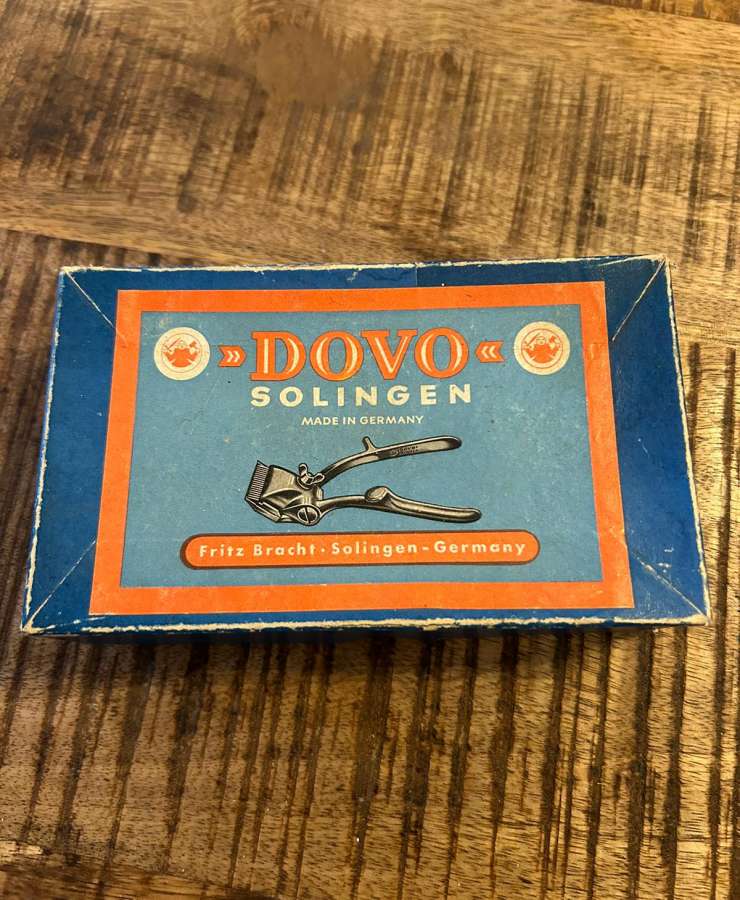 »DOVO«
SOLINGEN
MADE IN GERMANY
Fritz Bracht · Solingen-Germany